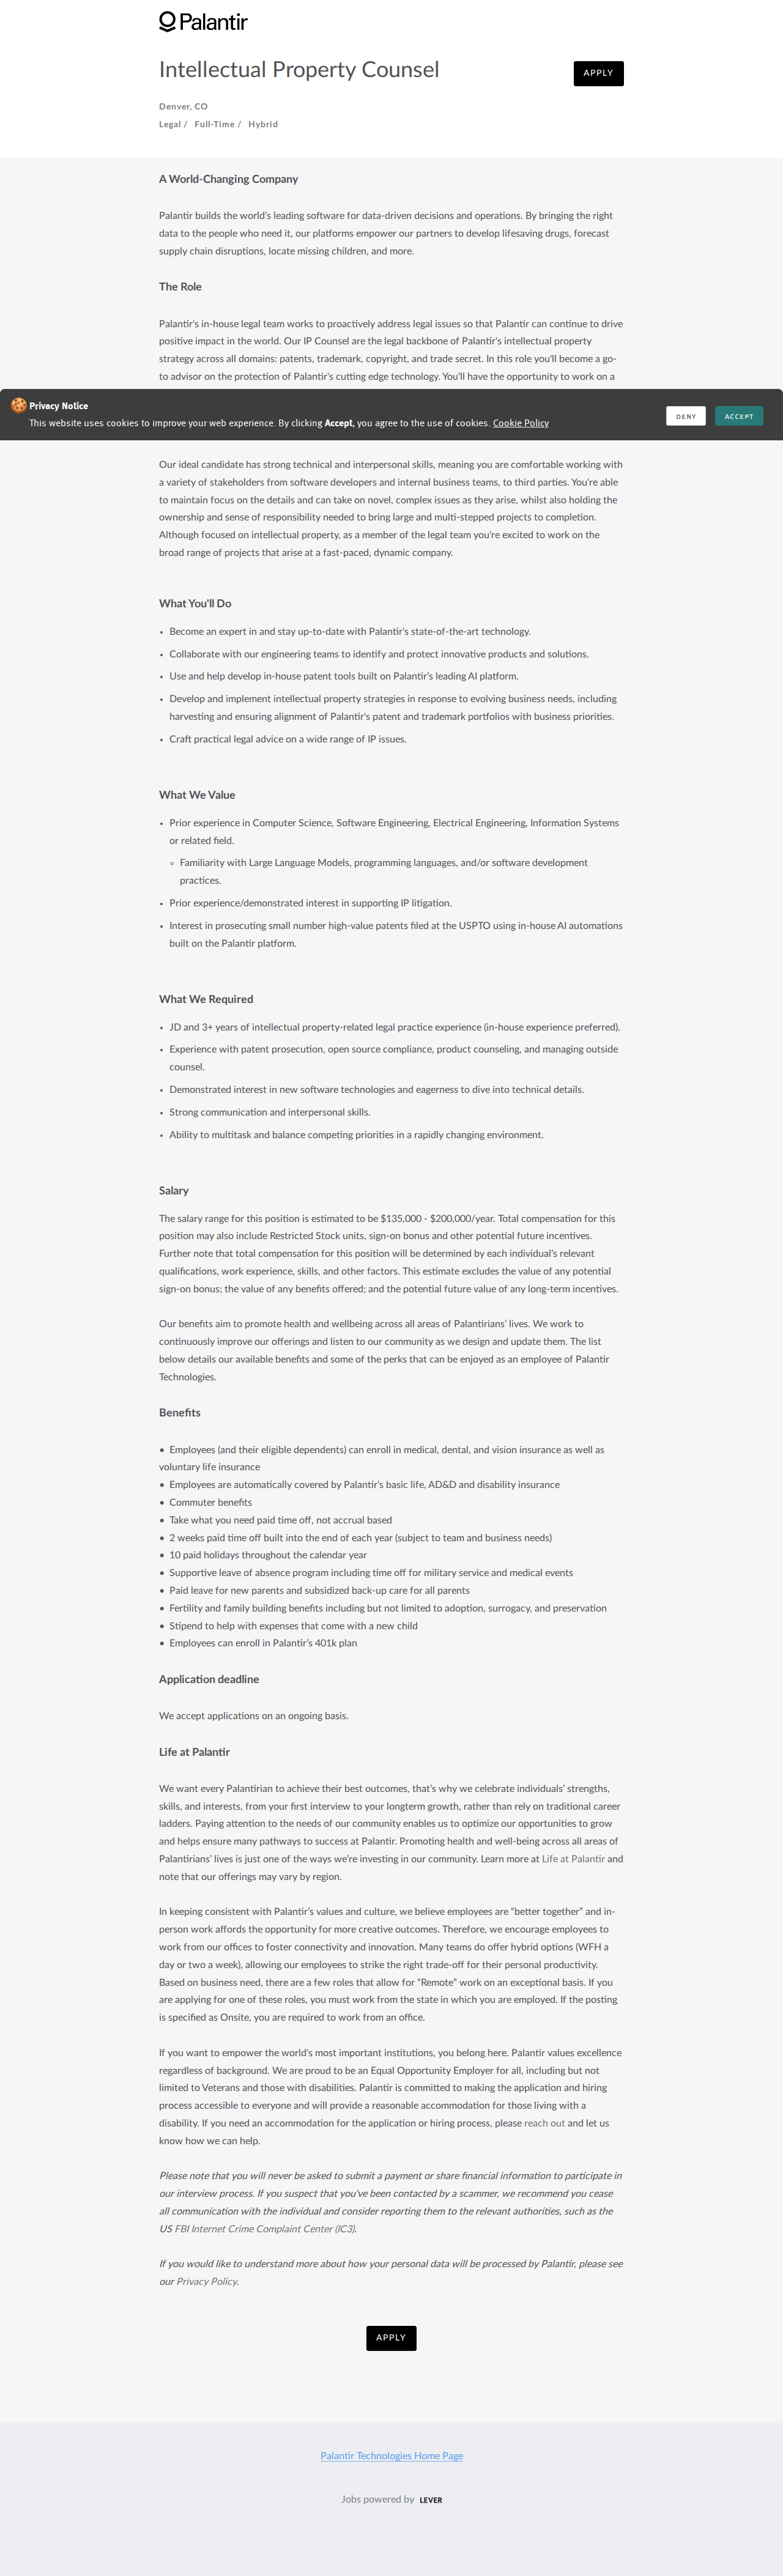 Palantir
Intellectual Property Counsel
APPLY
Denver, CO
Legal / Full-Time / Hybrid
A World-Changing Company
Palantir builds the world’s leading software for data-driven decisions and operations. By bringing the right
data to the people who need it, our platforms empower our partners to develop lifesaving drugs, forecast
supply chain disruptions, locate missing children, and more.
The Role
Palantir's in-house legal team works to proactively address legal issues so that Palantir can continue to drive
positive impact in the world. Our IP Counsel are the legal backbone of Palantir's intellectual property
strategy across all domains: patents, trademark, copyright, and trade secret. In this role you'll become a go-
to advisor on the protection of Palantir's cutting edge technology. You'll have the opportunity to work on a
Privacy Notice
This website uses cookies to improve your web experience. By clicking Accept, you agree to the use of cookies. Cookie Policy
DENY
ACCEPT
Our ideal candidate has strong technical and interpersonal skills, meaning you are comfortable working with
a variety of stakeholders from software developers and internal business teams, to third parties. You're able
to maintain focus on the details and can take on novel, complex issues as they arise, whilst also holding the
ownership and sense of responsibility needed to bring large and multi-stepped projects to completion.
Although focused on intellectual property, as a member of the legal team you're excited to work on the
broad range of projects that arise at a fast-paced, dynamic company.
What You'll Do
• Become an expert in and stay up-to-date with Palantir's state-of-the-art technology.
• Collaborate with our engineering teams to identify and protect innovative products and solutions.
• Use and help develop in-house patent tools built on Palantir’s leading AI platform.
• Develop and implement intellectual property strategies in response to evolving business needs, including
harvesting and ensuring alignment of Palantir's patent and trademark portfolios with business priorities.
• Craft practical legal advice on a wide range of IP issues.
What We Value
• Prior experience in Computer Science, Software Engineering, Electrical Engineering, Information Systems
or related field.
◦ Familiarity with Large Language Models, programming languages, and/or software development
practices.
• Prior experience/demonstrated interest in supporting IP litigation.
• Interest in prosecuting small number high-value patents filed at the USPTO using in-house AI automations
built on the Palantir platform.
What We Required
• JD and 3+ years of intellectual property-related legal practice experience (in-house experience preferred).
• Experience with patent prosecution, open source compliance, product counseling, and managing outside
counsel.
• Demonstrated interest in new software technologies and eagerness to dive into technical details.
• Strong communication and interpersonal skills.
• Ability to multitask and balance competing priorities in a rapidly changing environment.
Salary
The salary range for this position is estimated to be $135,000 - $200,000/year. Total compensation for this
position may also include Restricted Stock units, sign-on bonus and other potential future incentives.
Further note that total compensation for this position will be determined by each individual’s relevant
qualifications, work experience, skills, and other factors. This estimate excludes the value of any potential
sign-on bonus; the value of any benefits offered; and the potential future value of any long-term incentives.
Our benefits aim to promote health and wellbeing across all areas of Palantirians’ lives. We work to
continuously improve our offerings and listen to our community as we design and update them. The list
below details our available benefits and some of the perks that can be enjoyed as an employee of Palantir
Technologies.
Benefits
• Employees (and their eligible dependents) can enroll in medical, dental, and vision insurance as well as
voluntary life insurance
• Employees are automatically covered by Palantir’s basic life, AD&D and disability insurance
• Commuter benefits
• Take what you need paid time off, not accrual based
• 2 weeks paid time off built into the end of each year (subject to team and business needs)
• 10 paid holidays throughout the calendar year
• Supportive leave of absence program including time off for military service and medical events
• Paid leave for new parents and subsidized back-up care for all parents
• Fertility and family building benefits including but not limited to adoption, surrogacy, and preservation
• Stipend to help with expenses that come with a new child
• Employees can enroll in Palantir’s 401k plan
Application deadline
We accept applications on an ongoing basis.
Life at Palantir
We want every Palantirian to achieve their best outcomes, that’s why we celebrate individuals’ strengths,
skills, and interests, from your first interview to your longterm growth, rather than rely on traditional career
ladders. Paying attention to the needs of our community enables us to optimize our opportunities to grow
and helps ensure many pathways to success at Palantir. Promoting health and well-being across all areas of
Palantirians’ lives is just one of the ways we’re investing in our community. Learn more at Life at Palantir and
note that our offerings may vary by region.
In keeping consistent with Palantir’s values and culture, we believe employees are “better together” and in-
person work affords the opportunity for more creative outcomes. Therefore, we encourage employees to
work from our offices to foster connectivity and innovation. Many teams do offer hybrid options (WFH a
day or two a week), allowing our employees to strike the right trade-off for their personal productivity.
Based on business need, there are a few roles that allow for “Remote” work on an exceptional basis. If you
are applying for one of these roles, you must work from the state in which you are employed. If the posting
is specified as Onsite, you are required to work from an office.
If you want to empower the world's most important institutions, you belong here. Palantir values excellence
regardless of background. We are proud to be an Equal Opportunity Employer for all, including but not
limited to Veterans and those with disabilities. Palantir is committed to making the application and hiring
process accessible to everyone and will provide a reasonable accommodation for those living with a
disability. If you need an accommodation for the application or hiring process, please reach out and let us
know how we can help.
Please note that you will never be asked to submit a payment or share financial information to participate in
our interview process. If you suspect that you've been contacted by a scammer, we recommend you cease
all communication with the individual and consider reporting them to the relevant authorities, such as the
US FBI Internet Crime Complaint Center (IC3).
If you would like to understand more about how your personal data will be processed by Palantir, please see
our Privacy Policy.
APPLY
Palantir Technologies Home Page
Jobs powered by LEVER